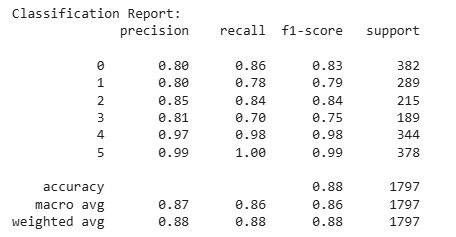 Classification Report:
precision recall f1-score support
0 0.80 0.86 0.83 382
1 0.80 0.78 0.79 289
2 0.85 0.84 0.84 215
3 0.81 0.70 0.75 189
4 0.97 0.98 0.98 344
5 0.99 1.00 0.99 378
accuracy 0.88 1797
macro avg 0.87 0.86 0.86 1797
weighted avg 0.88 0.88 0.88 1797